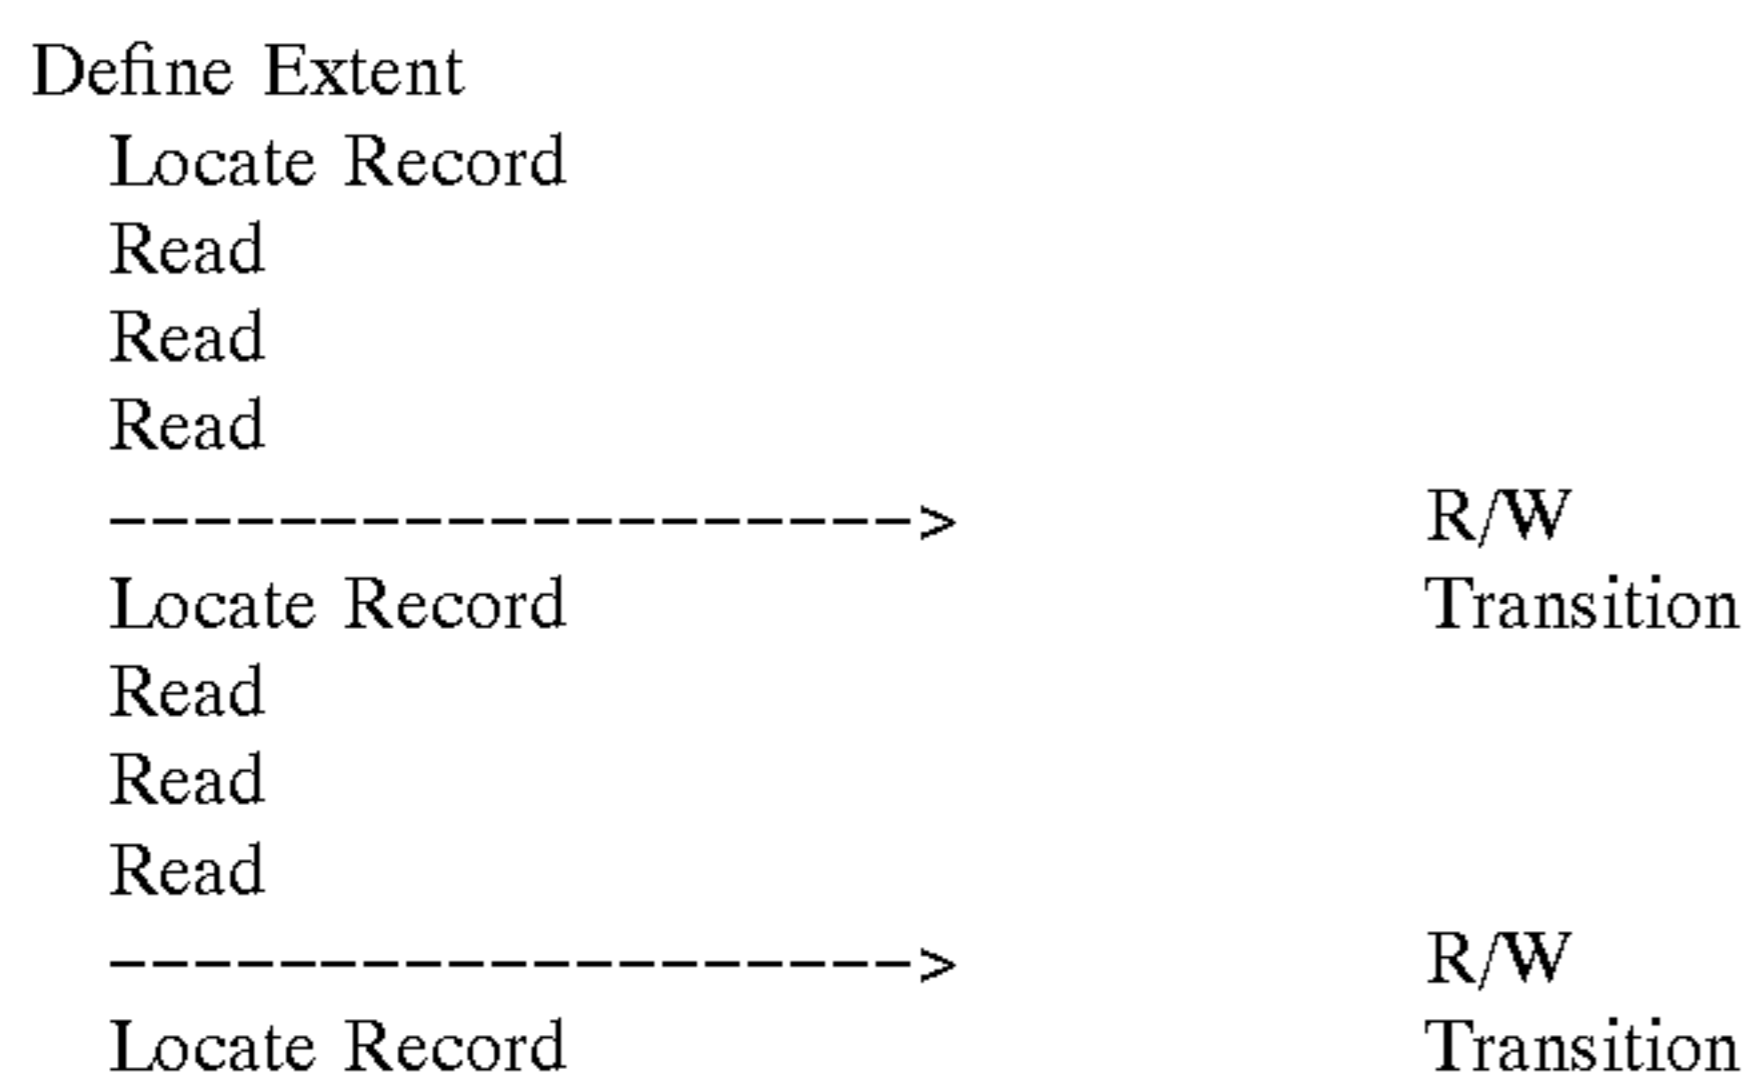 Define Extent
Locate Record
Read
Read
Read
-------------------> R/W
Locate Record Transition
Read
Read
Read
-------------------> R/W
Locate Record Transition